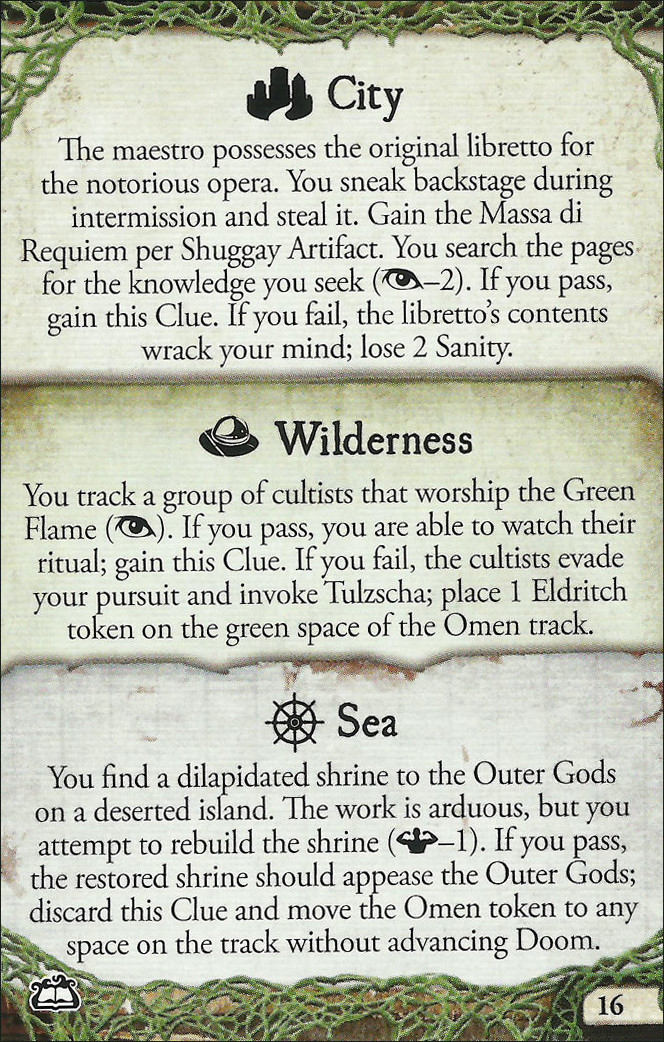 City
The maestro possesses the original libretto for
the notorious opera. You sneak backstage during
intermission and steal it. Gain the Massa di
Requiem per Shuggay Artifact. You search the pages
for the knowledge you seek (–2). If you pass,
gain this Clue. If you fail, the libretto's contents
wrack your mind; lose 2 Sanity.
Wilderness
You track a group of cultists that worship the Green
Flame (). If you pass, you are able to watch their
ritual; gain this Clue. If you fail, the cultists evade
your pursuit and invoke Tulzscha; place 1 Eldritch
token on the green space of the Omen track.
Sea
You find a dilapidated shrine to the Outer Gods
on a deserted island. The work is arduous, but you
attempt to rebuild the shrine (–1). If you pass,
the restored shrine should appease the Outer Gods;
discard this Clue and move the Omen token to any
space on the track without advancing Doom.
16